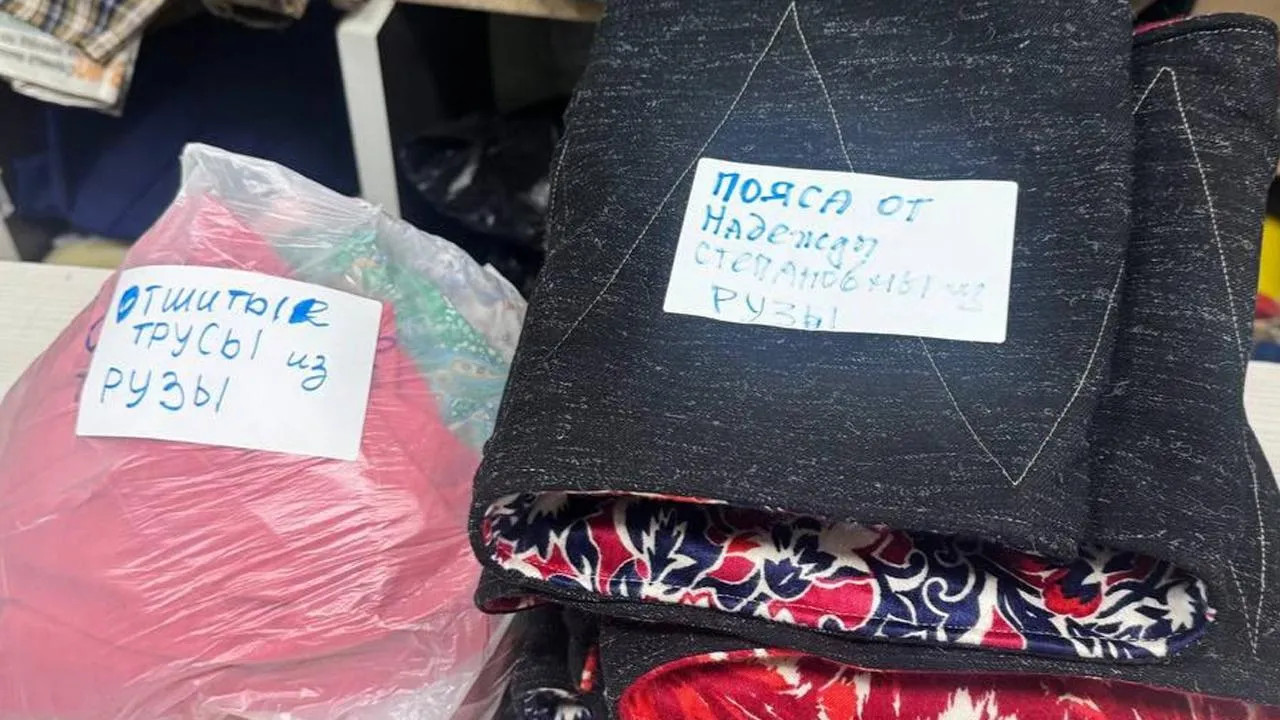 ОТШИТЫЕ
ТРУСЫ из
РУЗЫ
ПОЯСА ОТ
Надежды
СТЕПАНОВНЫ из
РУЗЫ